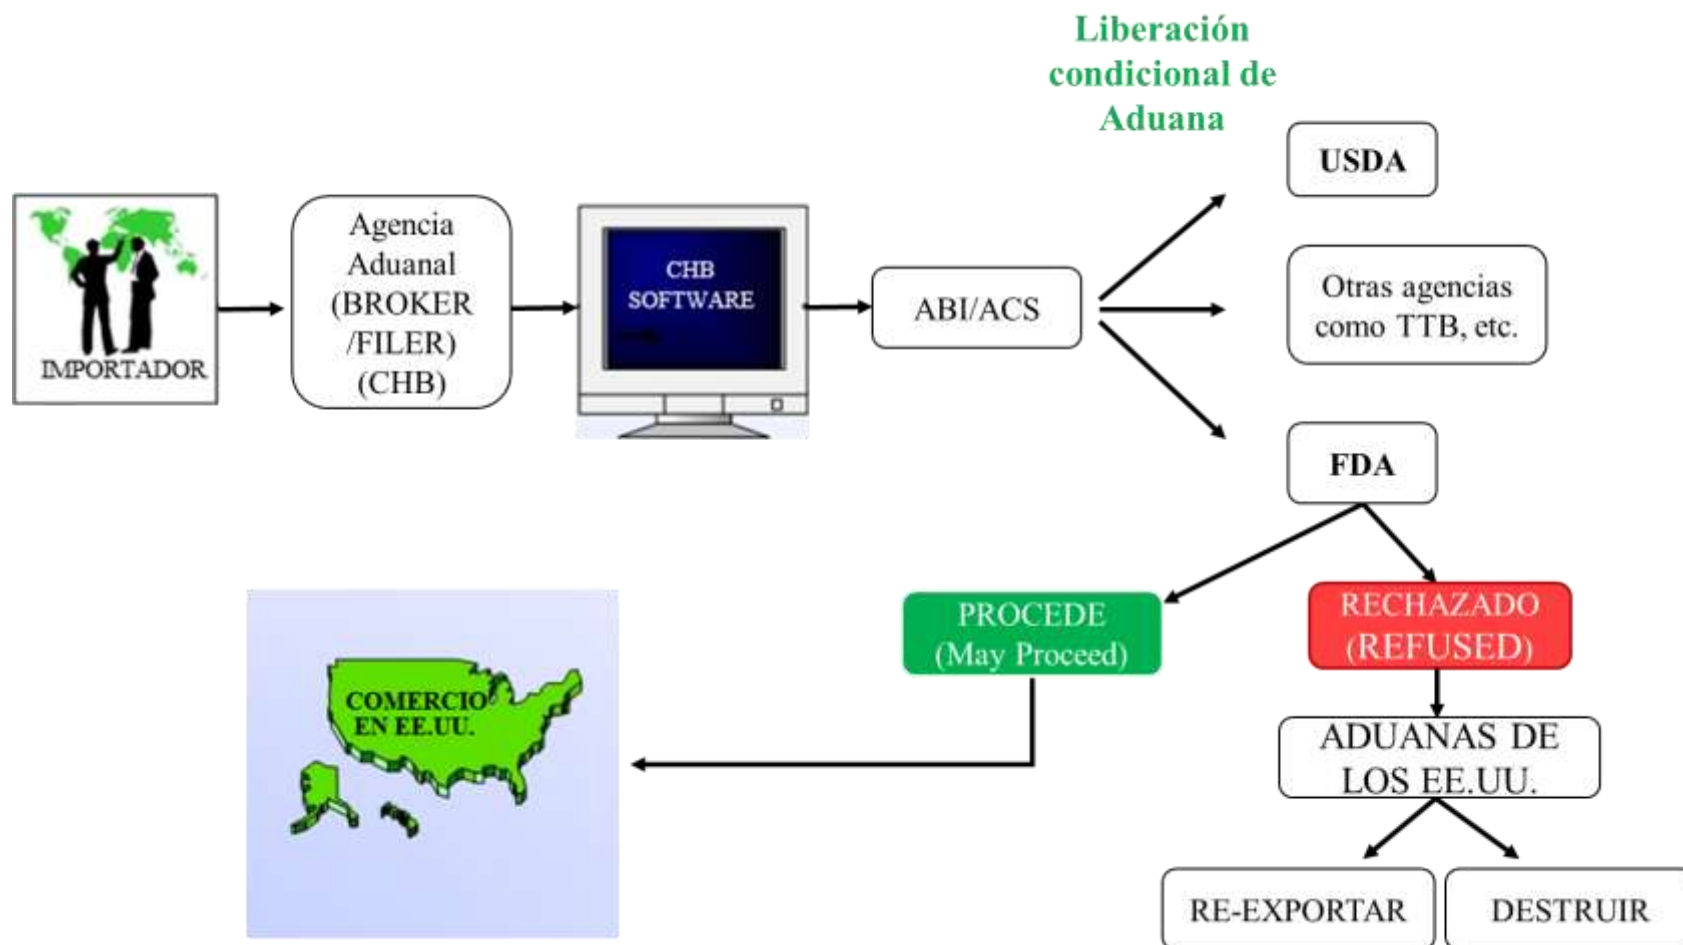 Liberación
condicional de
Aduana
USDA
IMPORTADOR
Agencia
Aduanal
(BROKER
/FILER)
(CHB)
CHB
SOFTWARE
ABI/ACS
Otras agencias
como TTB, etc.
FDA
PROCEDE
(May Proceed)
RECHAZADO
(REFUSED)
COMERCIO
EN EE.UU.
ADUANAS DE
LOS EE.UU.
RE-EXPORTAR
DESTRUIR